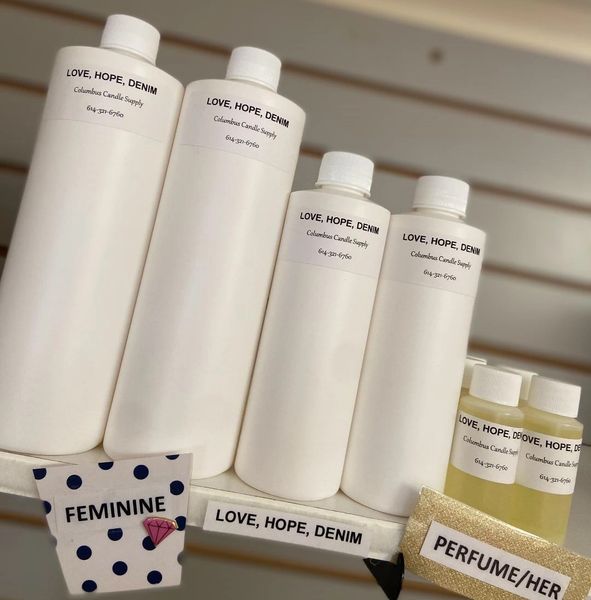 LOVE, HOPE, DENIM
Columbus Candle Supply
614-321-6760
LOVE, HOPE, DENIM
Columbus Candle Supply
614-321-6760
LOVE, HOPE, DENIM
Columbus Candle Supply
614-321-6760
LOVE, HOPE, DENIM
Columbus Candle Supply
614-321-6760
LOVE, HOPE, DE
Columbus Candle Supply
614-321-6760
OVE, HOPE, DENIM
Columbus Candle Supply
614-321-6760
FEMININE
LOVE, HOPE, DENIM
PERFUME/HER